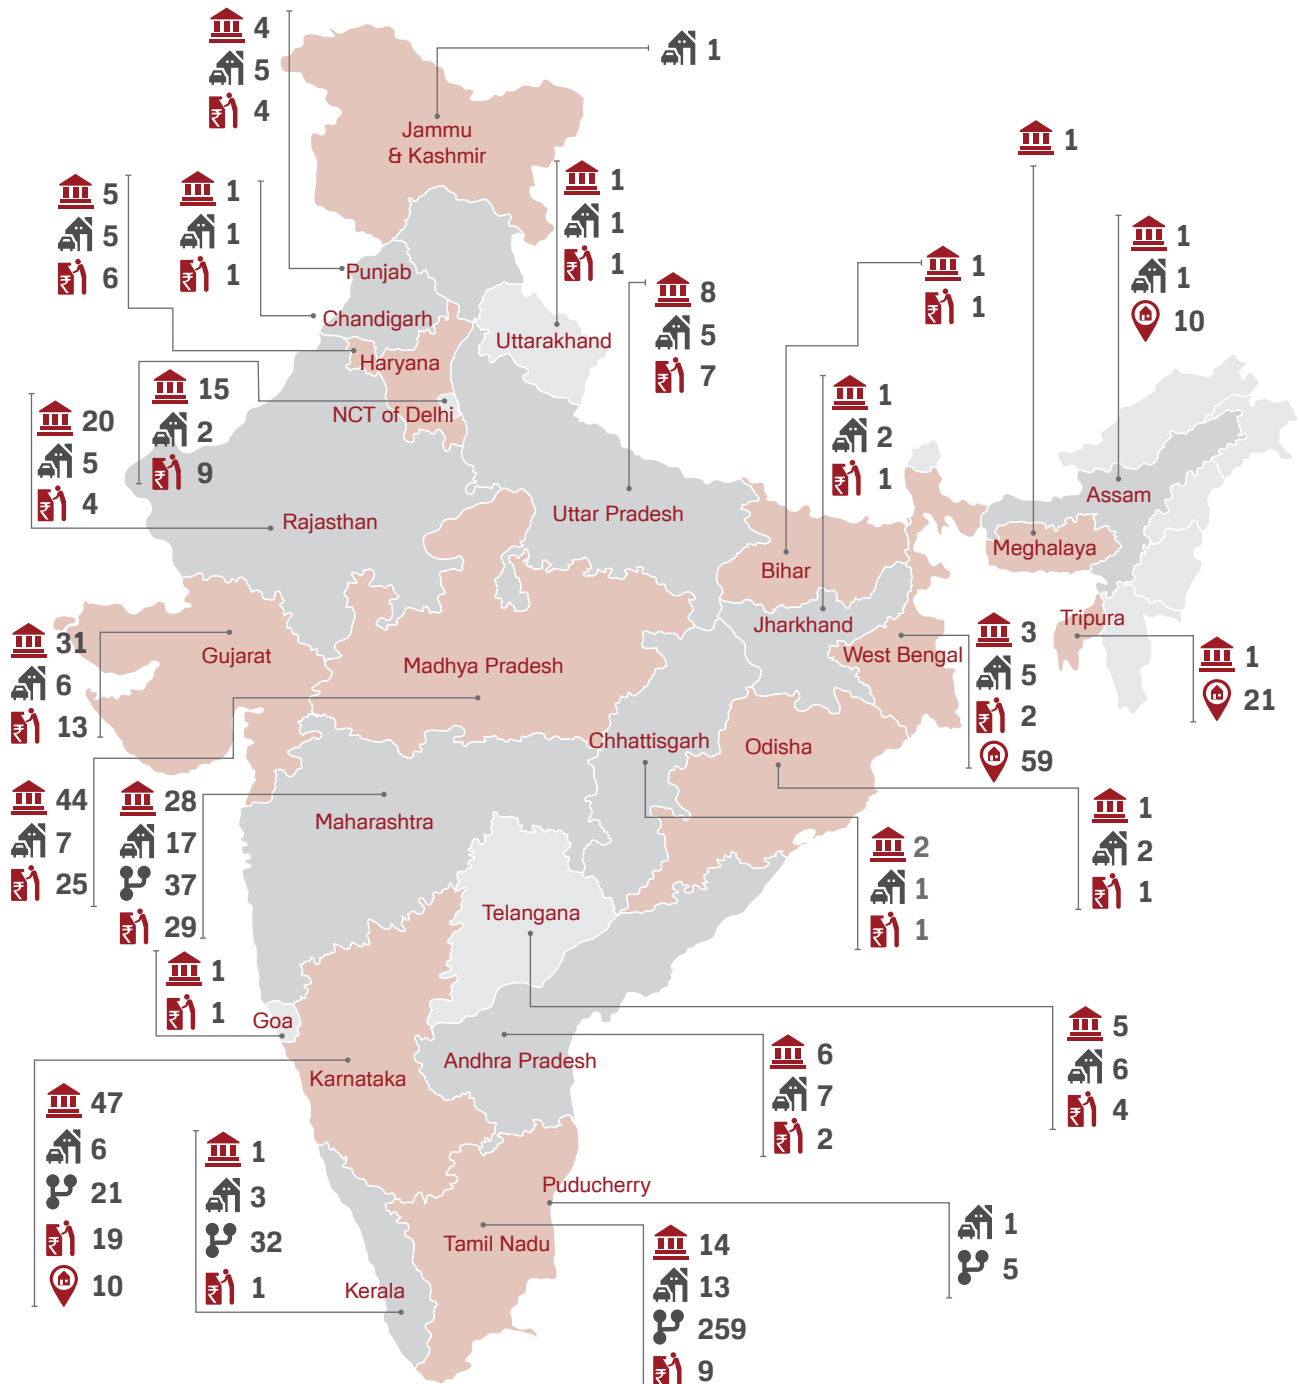 4
5
4
1
Jammu
& Kashmir
1
5
5
6
1
1
1
1
1
1
1
1
1
10
Punjab
Chandigarh
Haryana
NCT of Delhi
Uttarakhand
8
5
7
1
1
15
2
9
20
5
4
1
2
1
Rajasthan
Uttar Pradesh
Assam
Meghalaya
Bihar
Jharkhand
Tripura
31
6
13
Gujarat
Madhya Pradesh
West Bengal
3
5
2
59
1
21
Chhattisgarh
Odisha
44
7
25
28
17
37
29
Maharashtra
2
1
1
1
2
1
Telangana
1
1
Goa
Karnataka
Andhra Pradesh
6
7
2
5
6
4
47
6
21
19
10
1
3
32
1
Puducherry
1
5
Tamil Nadu
Kerala
14
13
259
9